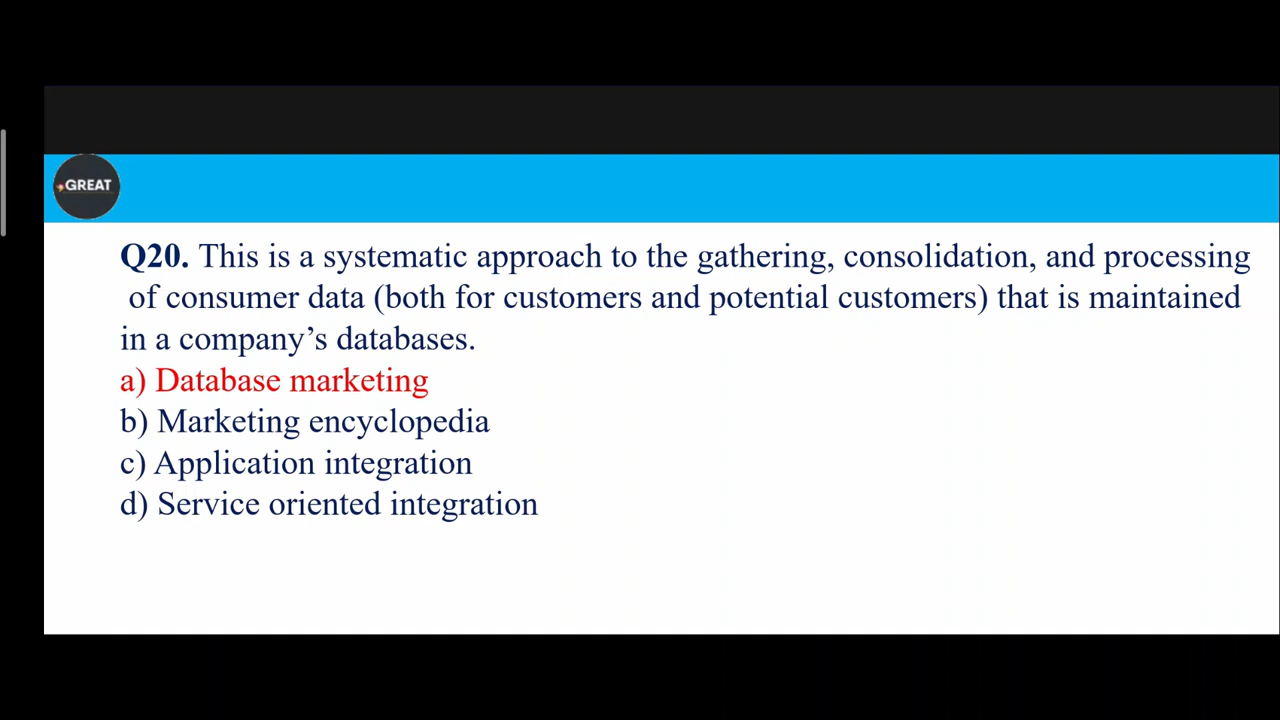 GREAT
Q20. This is a systematic approach to the gathering, consolidation, and processing
of consumer data (both for customers and potential customers) that is maintained
in a company’s databases.
a) Database marketing
b) Marketing encyclopedia
c) Application integration
d) Service oriented integration